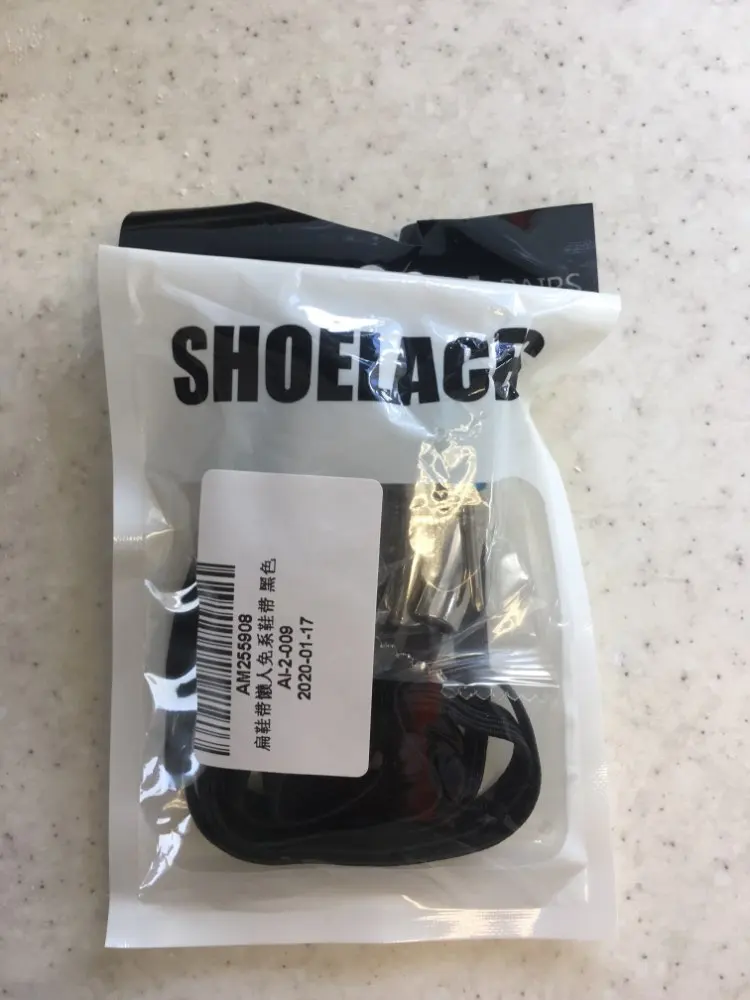 PAIRS
SHOELACE
AM255908
扁鞋带懒人免系鞋带 黑色
AI-2-009
2020-01-17